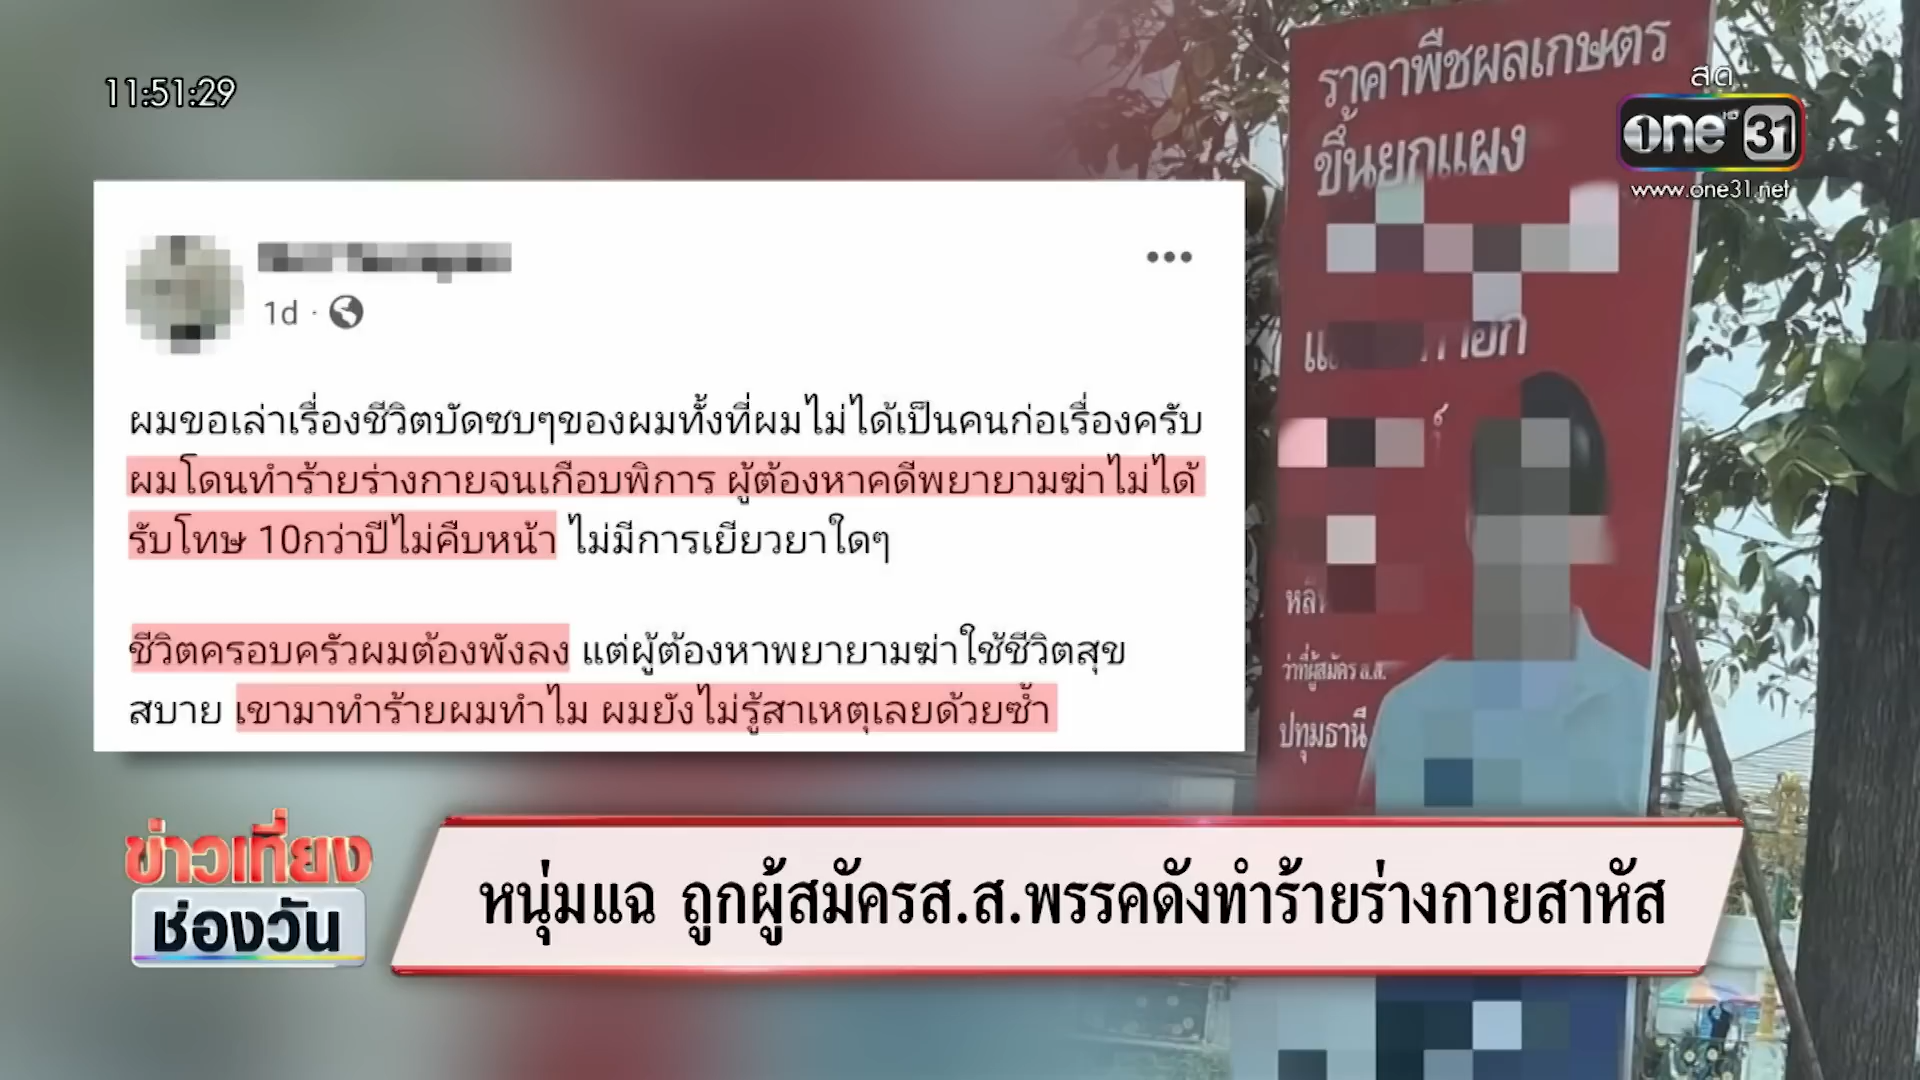 11:51:29
สด
one HD 31
www.one31.net
ราคาพืชผลเกษตร
ขึ้นยกแผง
ว่าที่ผู้สมัคร ส.ส.
ปทุมธานี
1d ·
ผมขอเล่าเรื่องชีวิตบัดซบๆของผมทั้งที่ผมไม่ได้เป็นคนก่อเรื่องครับ
ผมโดนทำร้ายร่างกายจนเกือบพิการ ผู้ต้องหาคดีพยายามฆ่าไม่ได้
รับโทษ 10กว่าปีไม่คืบหน้า ไม่มีการเยียวยาใดๆ
ชีวิตครอบครัวผมต้องพังลง แต่ผู้ต้องหาพยายามฆ่าใช้ชีวิตสุข
สบาย เขามาทำร้ายผมทำไม ผมยังไม่รู้สาเหตุเลยด้วยซ้ำ
ข่าวเที่ยง
ช่องวัน
หนุ่มแฉ ถูกผู้สมัครส.ส.พรรคดังทำร้ายร่างกายสาหัส